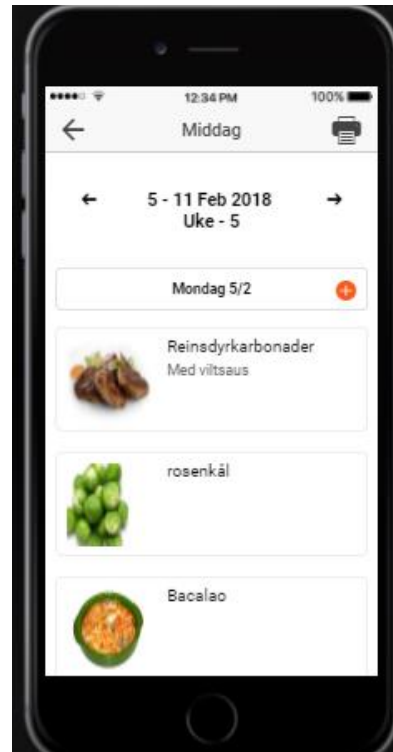 12:34 PM
100%
Middag
5 - 11 Feb 2018
Uke - 5
Mondag 5/2
Reinsdyrkarbonader
Med viltsaus
rosenkål
Bacalao